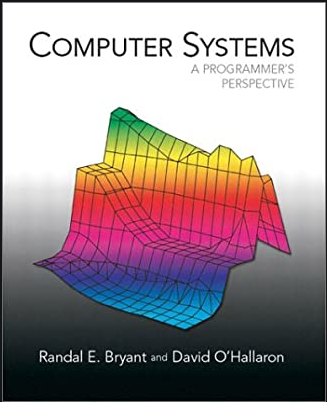 COMPUTER SYSTEMS
A PROGRAMMER'S
PERSPECTIVE
Randal E. Bryant and David O'Hallaron